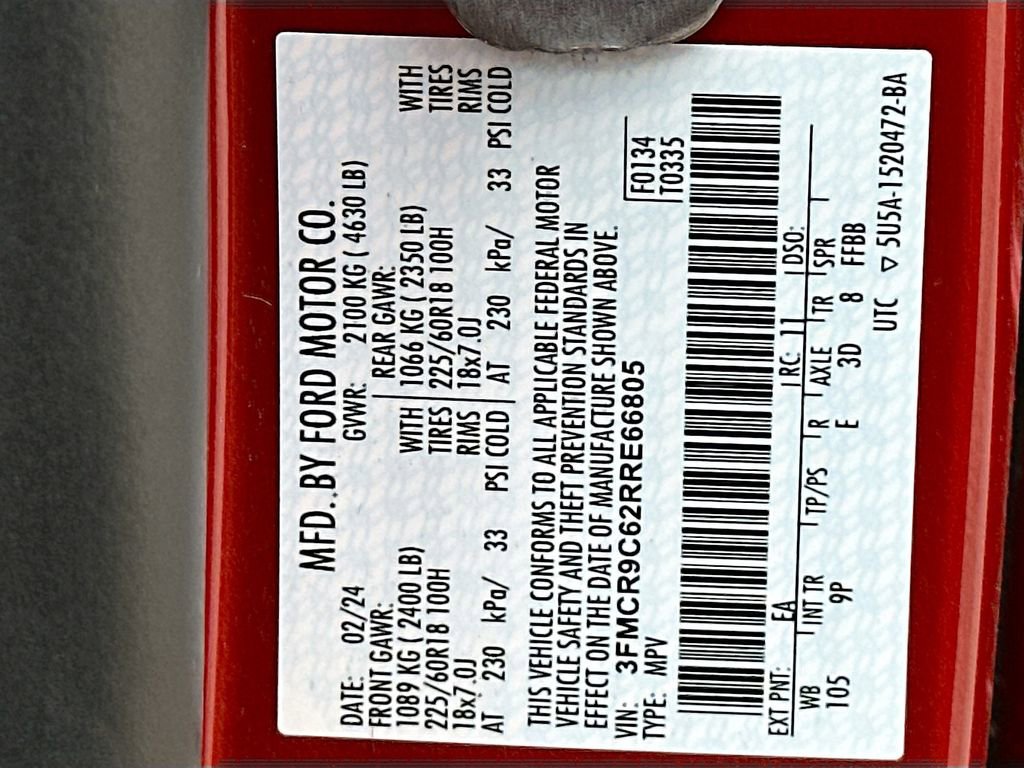 MFD. BY FORD MOTOR CO.
DATE: 02/24 GVWR: 2100 KG ( 4630 LB)
FRONT GAWR: REAR GAWR:
1089 KG ( 2400 LB) WITH 1066 KG ( 2350 LB) WITH
225/60R18 100H TIRES 225/60R18 100H TIRES
18x7.0J RIMS 18x7.0J RIMS
AT 230 kPa/ 33 PSI COLD AT 230 kPa/ 33 PSI COLD
THIS VEHICLE CONFORMS TO ALL APPLICABLE FEDERAL MOTOR
VEHICLE SAFETY AND THEFT PREVENTION STANDARDS IN
EFFECT ON THE DATE OF MANUFACTURE SHOWN ABOVE.
VIN: 3FMCR9C62RRE66805 F0134
TYPE: MPV T0335
EXT PNT: EA RC: 11 DSO:
WB INT TR TP/PS R AXLE TR SPR
105 9P E 3D 8 FFBB
UTC ▽ 5U5A-1520472-BA